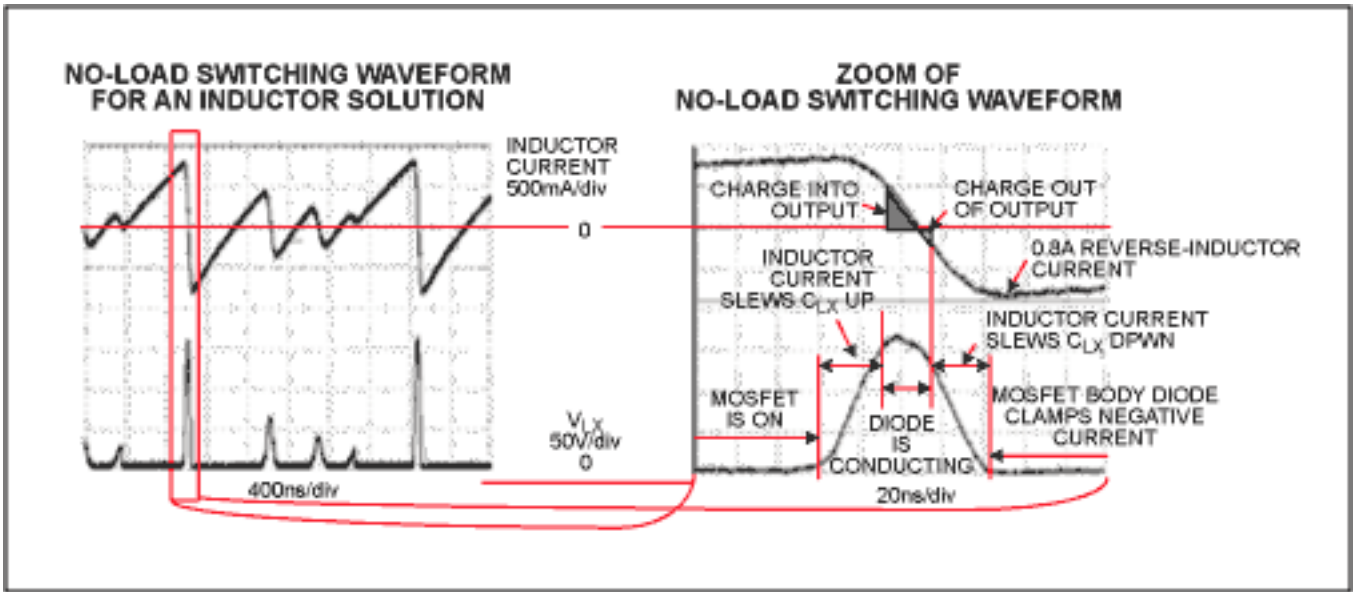 NO-LOAD SWITCHING WAVEFORM
FOR AN INDUCTOR SOLUTION
INDUCTOR
CURRENT
500mA/div
0
VLX
50V/div
0
400ns/div
ZOOM OF
NO-LOAD SWITCHING WAVEFORM
CHARGE INTO
OUTPUT
CHARGE OUT
OF OUTPUT
0.8A REVERSE-INDUCTOR
CURRENT
INDUCTOR
CURRENT
SLEWS CLX UP
INDUCTOR CURRENT
SLEWS CLX DPWN
MOSFET
IS ON
DIODE
IS
CONDUCTING
MOSFET BODY DIODE
CLAMPS NEGATIVE
CURRENT
20ns/div